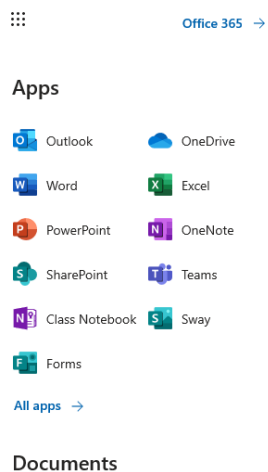 Office 365 →
Apps
Outlook
OneDrive
Word
Excel
PowerPoint
OneNote
SharePoint
Teams
Class Notebook
Sway
Forms
All apps →
Documents